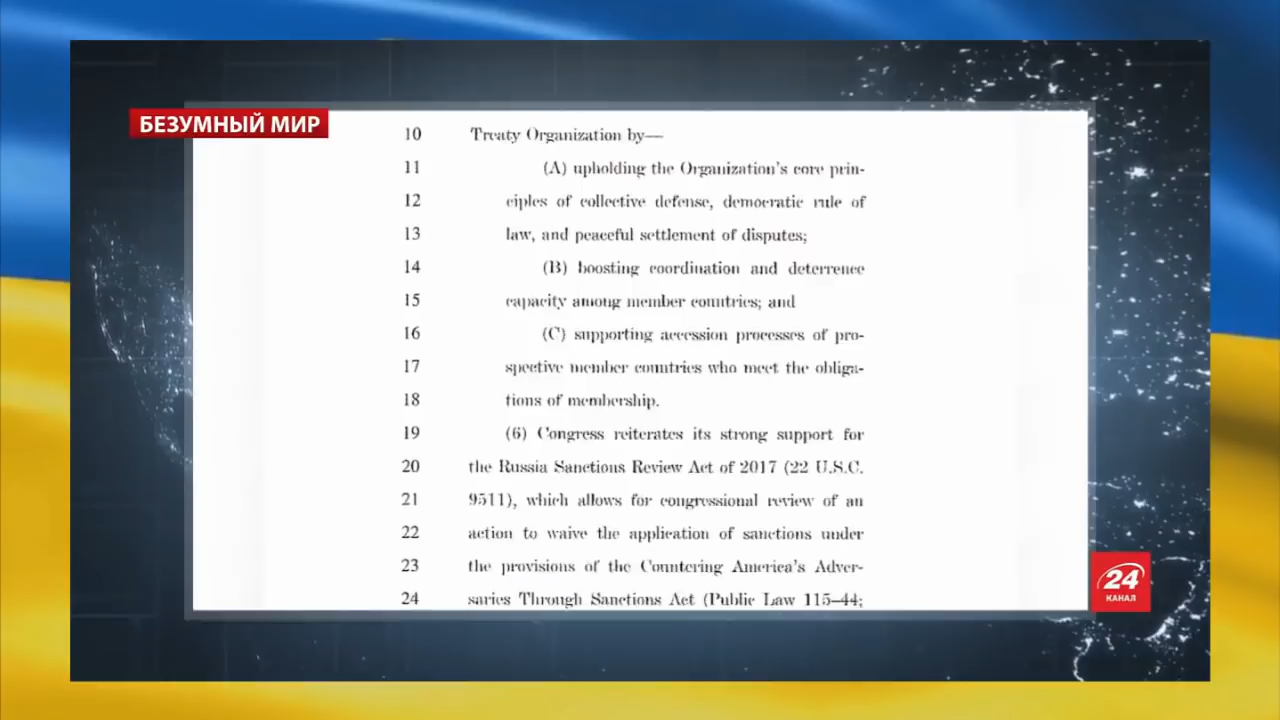 БЕЗУМНЫЙ МИР
10 Treaty Organization by—
11 (A) upholding the Organization's core prin-
12 ciples of collective defense, democratic rule of
13 law, and peaceful settlement of disputes;
14 (B) boosting coordination and deterrence
15 capacity among member countries; and
16 (C) supporting accession processes of pro-
17 spective member countries who meet the obliga-
18 tions of membership.
19 (6) Congress reiterates its strong support for
20 the Russia Sanctions Review Act of 2017 (22 U.S.C.
21 9511), which allows for congressional review of an
22 action to waive the application of sanctions under
23 the provisions of the Countering America's Adver-
24 saries Through Sanctions Act (Public Law 115–44;
24
КАНАЛ